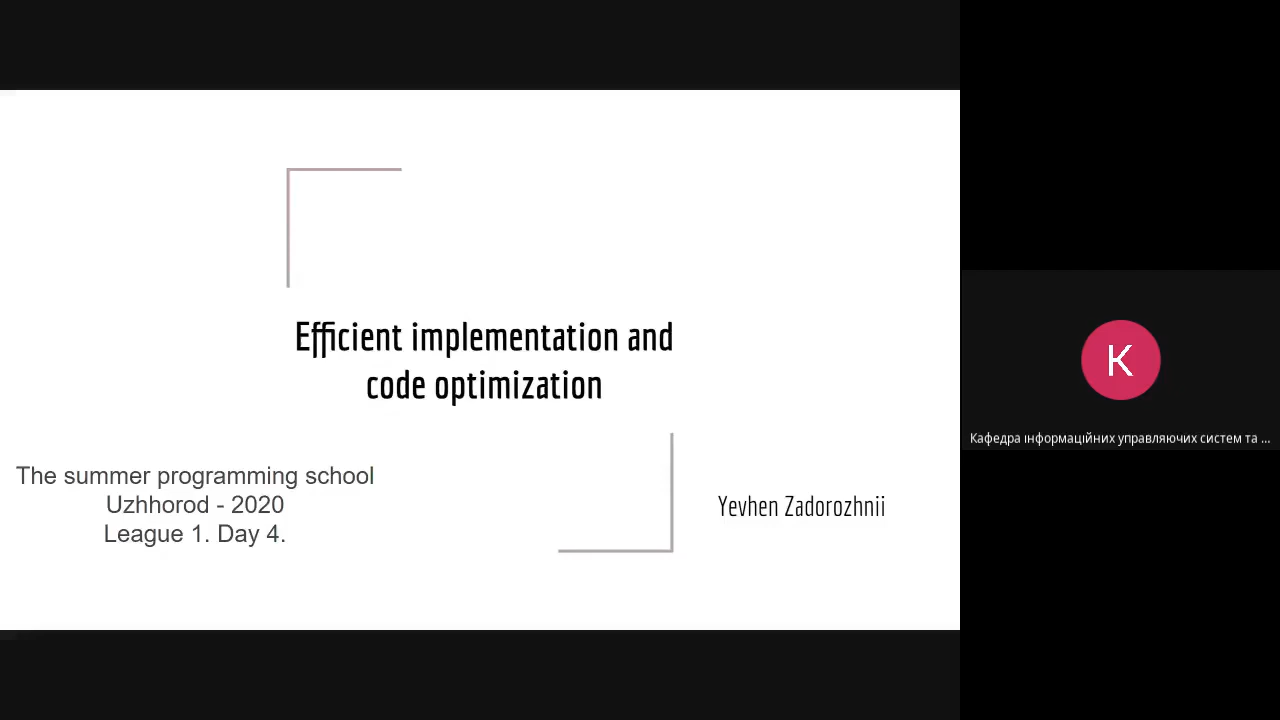 Efficient implementation and
code optimization
The summer programming school
Uzhhorod - 2020
League 1. Day 4.
Yevhen Zadorozhnii
К
Кафедра інформаційних управляючих систем та ...